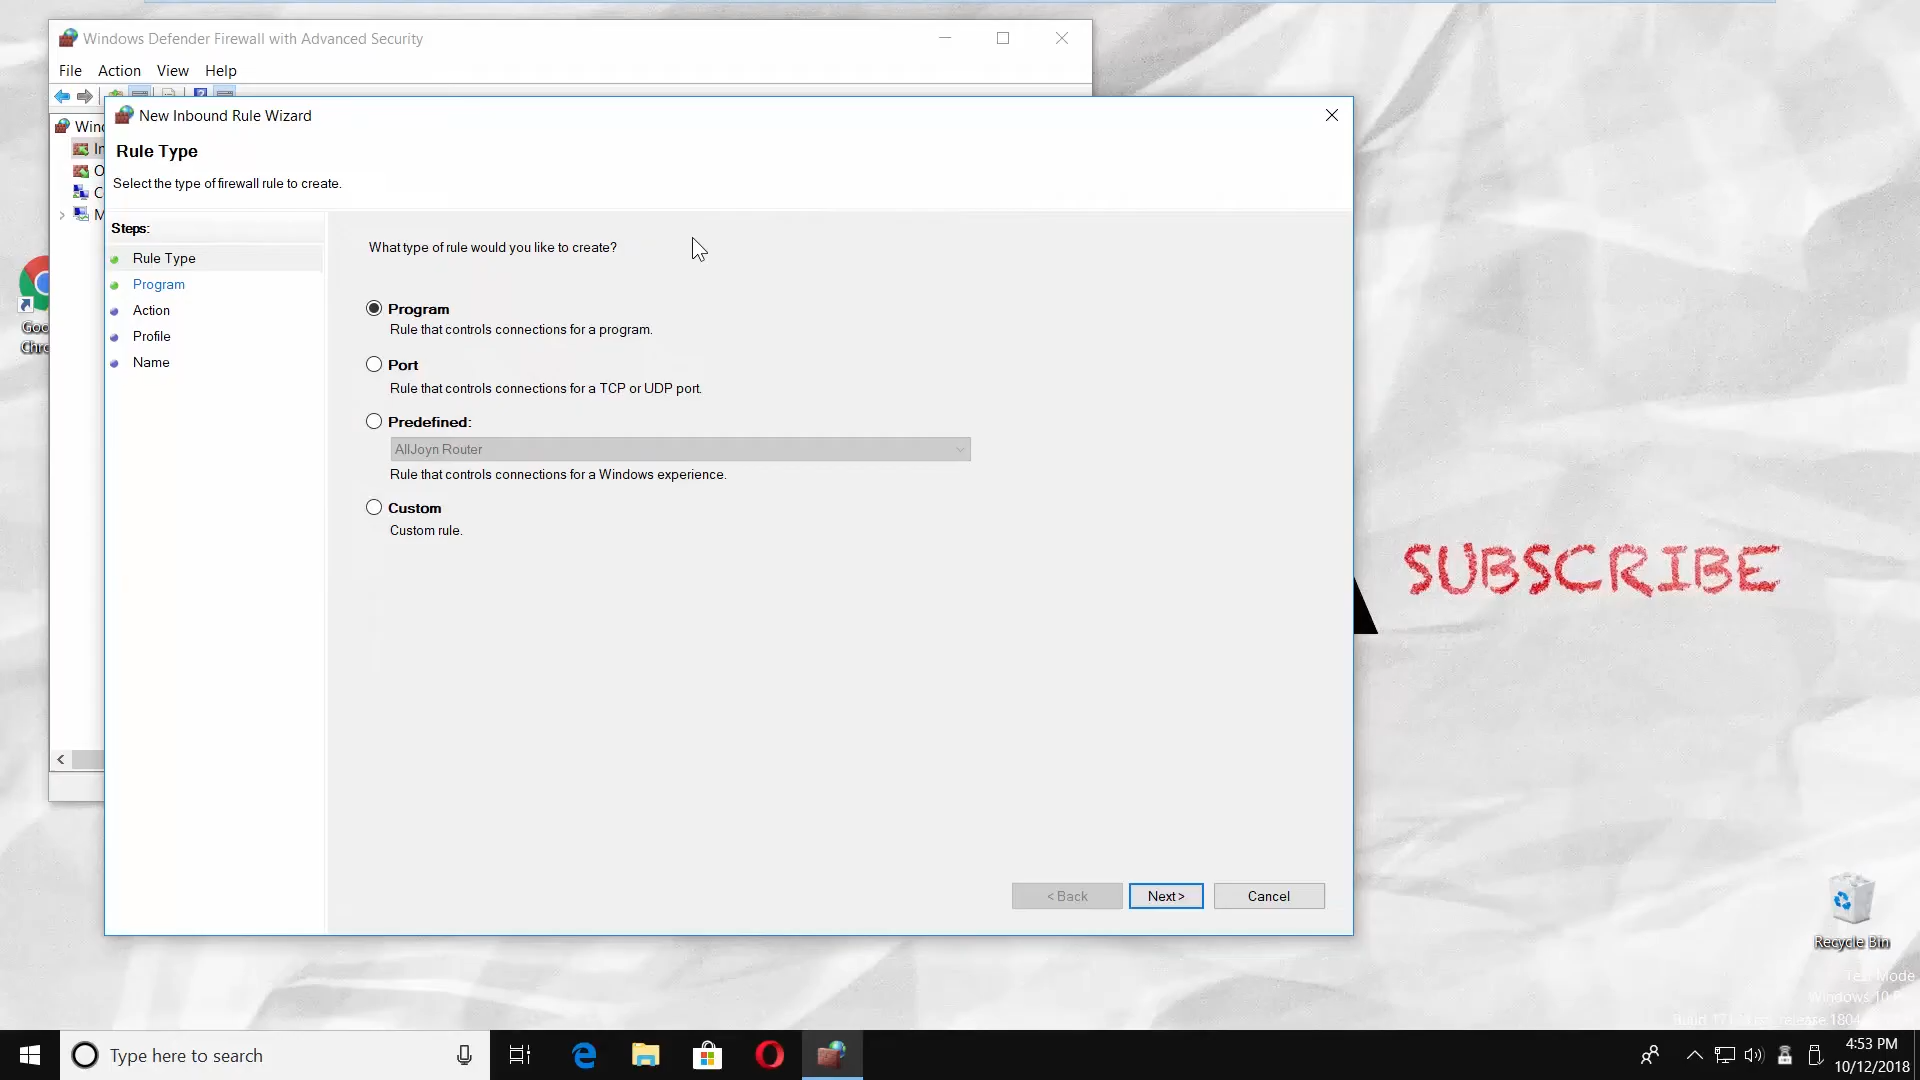 Windows Defender Firewall with Advanced Security
File Action View Help
New Inbound Rule Wizard
Rule Type
Select the type of firewall rule to create.
Steps:
Rule Type
Program
Action
Profile
Name
What type of rule would you like to create?
Program
Rule that controls connections for a program.
Port
Rule that controls connections for a TCP or UDP port.
Predefined:
AllJoyn Router
Rule that controls connections for a Windows experience.
Custom
Custom rule.
< Back Next > Cancel
SUBSCRIBE
Recycle Bin
Mode
Windows 10
Type here to search
4:53 PM
10/12/2018